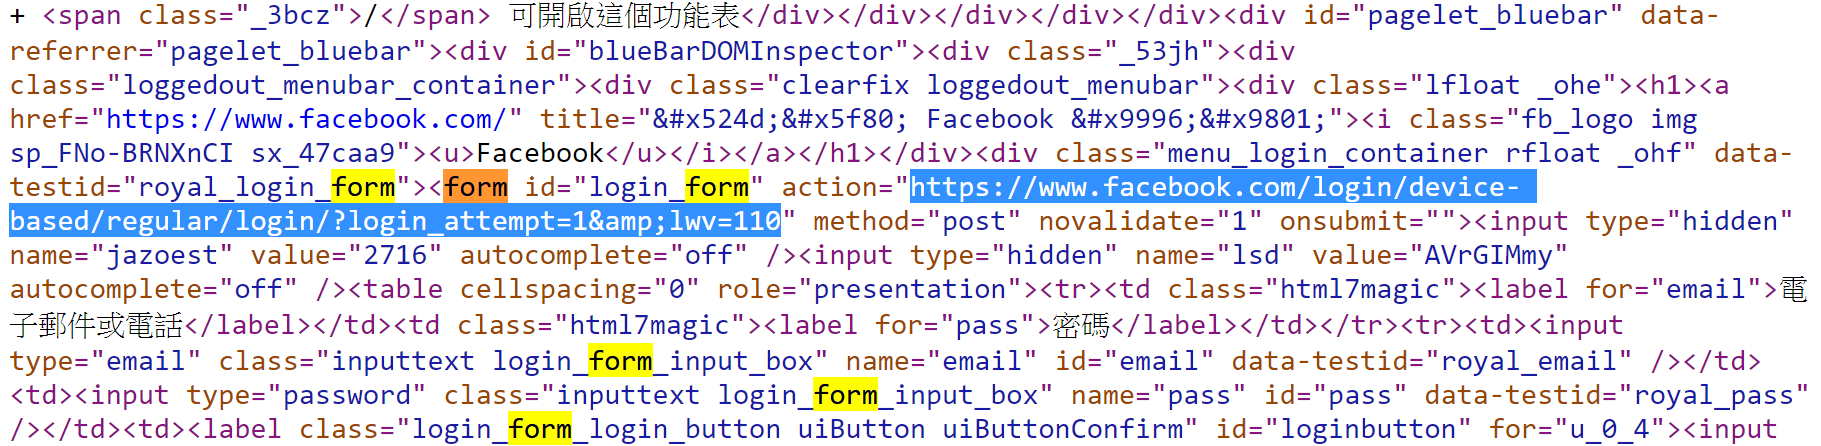 + <span class="_3bcz">/</span> 可開啟這個功能表</div></div></div></div></div><div id="pagelet_bluebar" data-
referrer="pagelet_bluebar"><div id="blueBarDOMInspector"><div class="_53jh"><div
class="loggedout_menubar_container"><div class="clearfix loggedout_menubar"><div class="lfloat _ohe"><h1><a
href="https://www.facebook.com/" title="&#x524d;&#x5f80; Facebook &#x9996;&#x9801;"><i class="fb_logo img
sp_FNo-BRNXnCI sx_47caa9"><u>Facebook</u></i></a></h1></div><div class="menu_login_container rfloat _ohf" data-
testid="royal_login_form"><form id="login_form" action="https://www.facebook.com/login/device-
based/regular/login/?login_attempt=1&amp;lwv=110" method="post" novalidate="1" onsubmit=""><input type="hidden"
name="jazoest" value="2716" autocomplete="off" /><input type="hidden" name="lsd" value="AVrGIMmy"
autocomplete="off" /><table cellspacing="0" role="presentation"><tr><td class="html7magic"><label for="email">電
子郵件或電話</label></td><td class="html7magic"><label for="pass">密碼</label></td></tr><tr><td><input
type="email" class="inputtext login_form_input_box" name="email" id="email" data-testid="royal_email" /></td>
<td><input type="password" class="inputtext login_form_input_box" name="pass" id="pass" data-testid="royal_pass"
/></td><td><label class="login_form_login_button uiButton uiButtonConfirm" id="loginbutton" for="u_0_4"><input